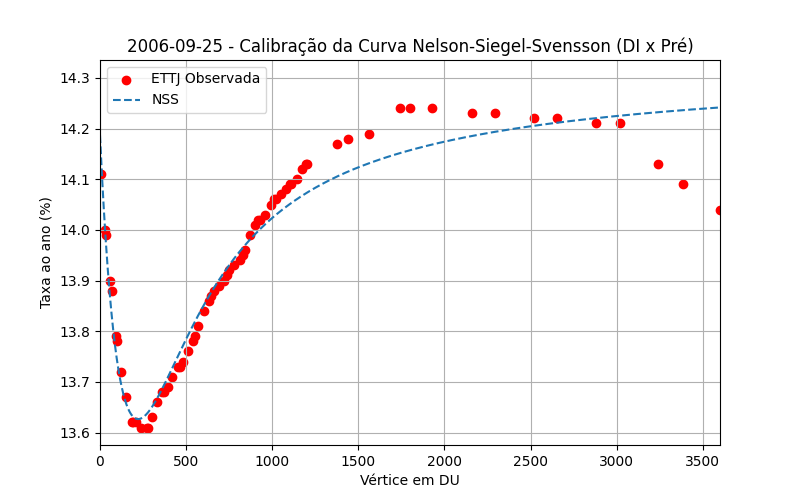 2006-09-25 - Calibração da Curva Nelson-Siegel-Svensson (DI x Pré)
ETTJ Observada
NSS
Taxa ao ano (%)
14.3
14.2
14.1
14.0
13.9
13.8
13.7
13.6
0 500 1000 1500 2000 2500 3000 3500
Vértice em DU